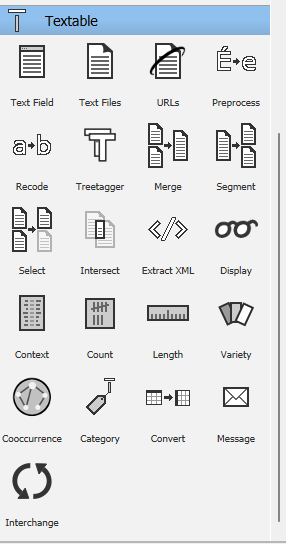 Textable
Text Field Text Files URLs Preprocess
É e
Recode Treetagger Merge Segment
a b
Select Intersect Extract XML Display
Context Count Length Variety
Cooccurrence Category Convert Message
Interchange